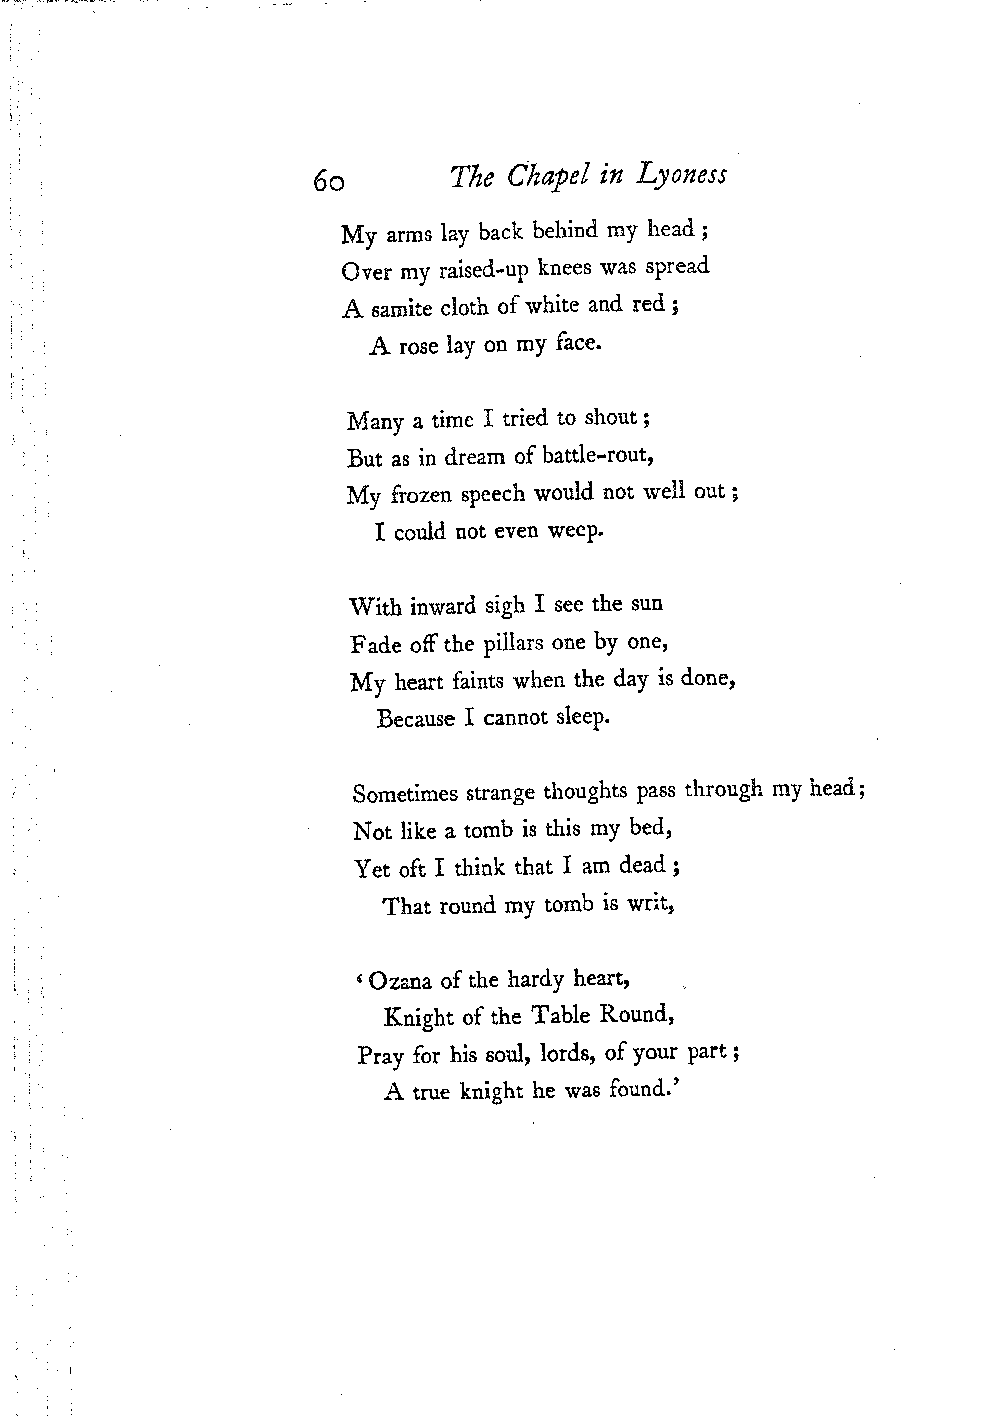 60 The Chapel in Lyoness
My arms lay back behind my head ;
Over my raised-up knees was spread
A samite cloth of white and red ;
A rose lay on my face.
Many a time I tried to shout ;
But as in dream of battle-rout,
My frozen speech would not well out ;
I could not even weep.
With inward sigh I see the sun
Fade off the pillars one by one,
My heart faints when the day is done,
Because I cannot sleep.
Sometimes strange thoughts pass through my head ;
Not like a tomb is this my bed,
Yet oft I think that I am dead ;
That round my tomb is writ,
‘ Ozana of the hardy heart,
Knight of the Table Round,
Pray for his soul, lords, of your part ;
A true knight he was found.’